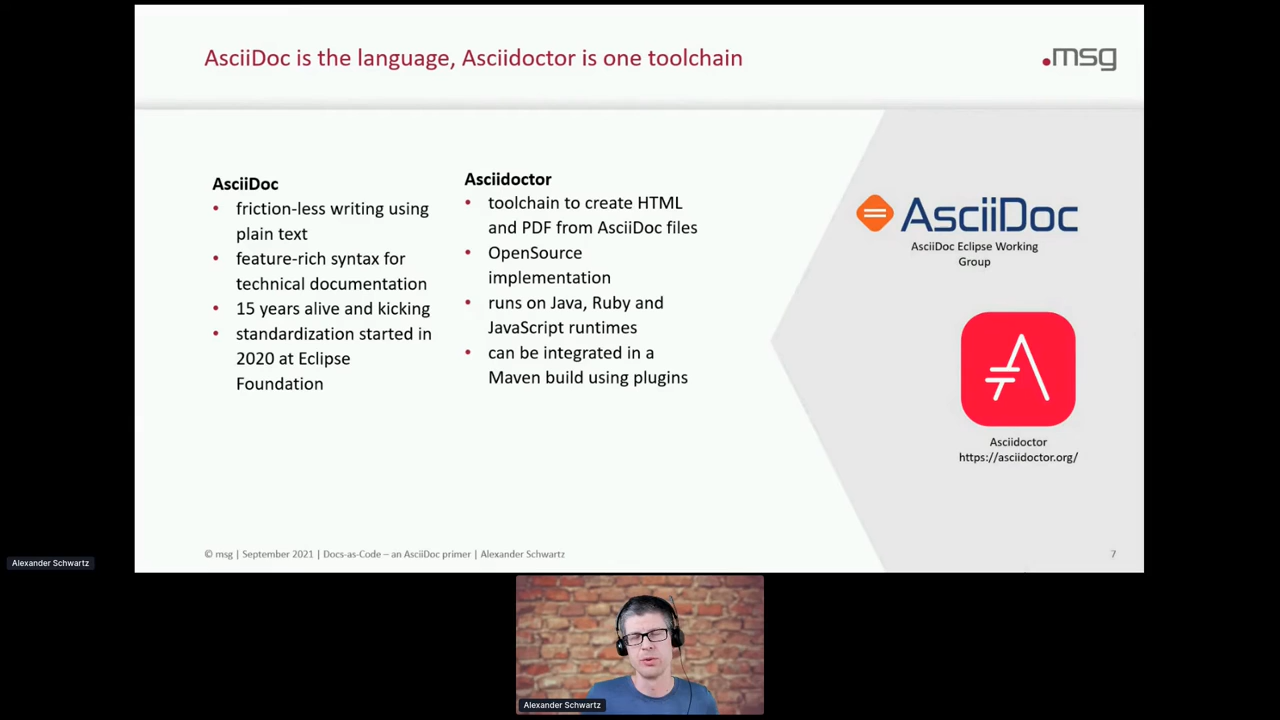 AsciiDoc is the language, Asciidoctor is one toolchain
.msg
AsciiDoc
• friction-less writing using
plain text
• feature-rich syntax for
technical documentation
• 15 years alive and kicking
• standardization started in
2020 at Eclipse
Foundation
Asciidoctor
• toolchain to create HTML
and PDF from AsciiDoc files
• OpenSource
implementation
• runs on Java, Ruby and
JavaScript runtimes
• can be integrated in a
Maven build using plugins
AsciiDoc
AsciiDoc Eclipse Working
Group
Asciidoctor
https://asciidoctor.org/
© msg | September 2021 | Docs-as-Code – an AsciiDoc primer | Alexander Schwartz
7
Alexander Schwartz
Alexander Schwartz